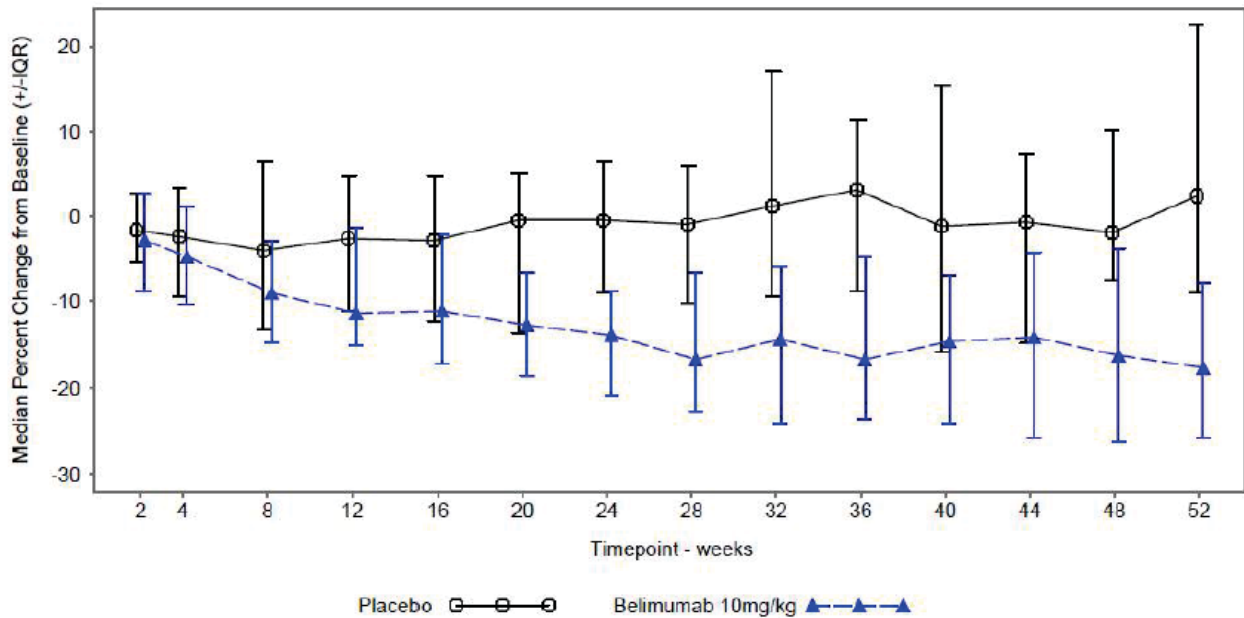 Median Percent Change from Baseline (+/-IQR)
20
10
0
-10
-20
-30
2 4 8 12 16 20 24 28 32 36 40 44 48 52
Timepoint - weeks
Placebo Belimumab 10mg/kg